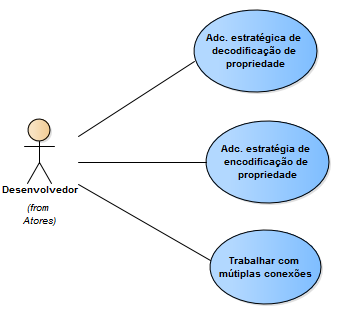 Adc. estratégica de
decodificação de
propriedade
Adc. estratégia de
encodificação de
propriedade
Desenvolvedor
(from
Atores)
Trabalhar com
mútiplas conexões